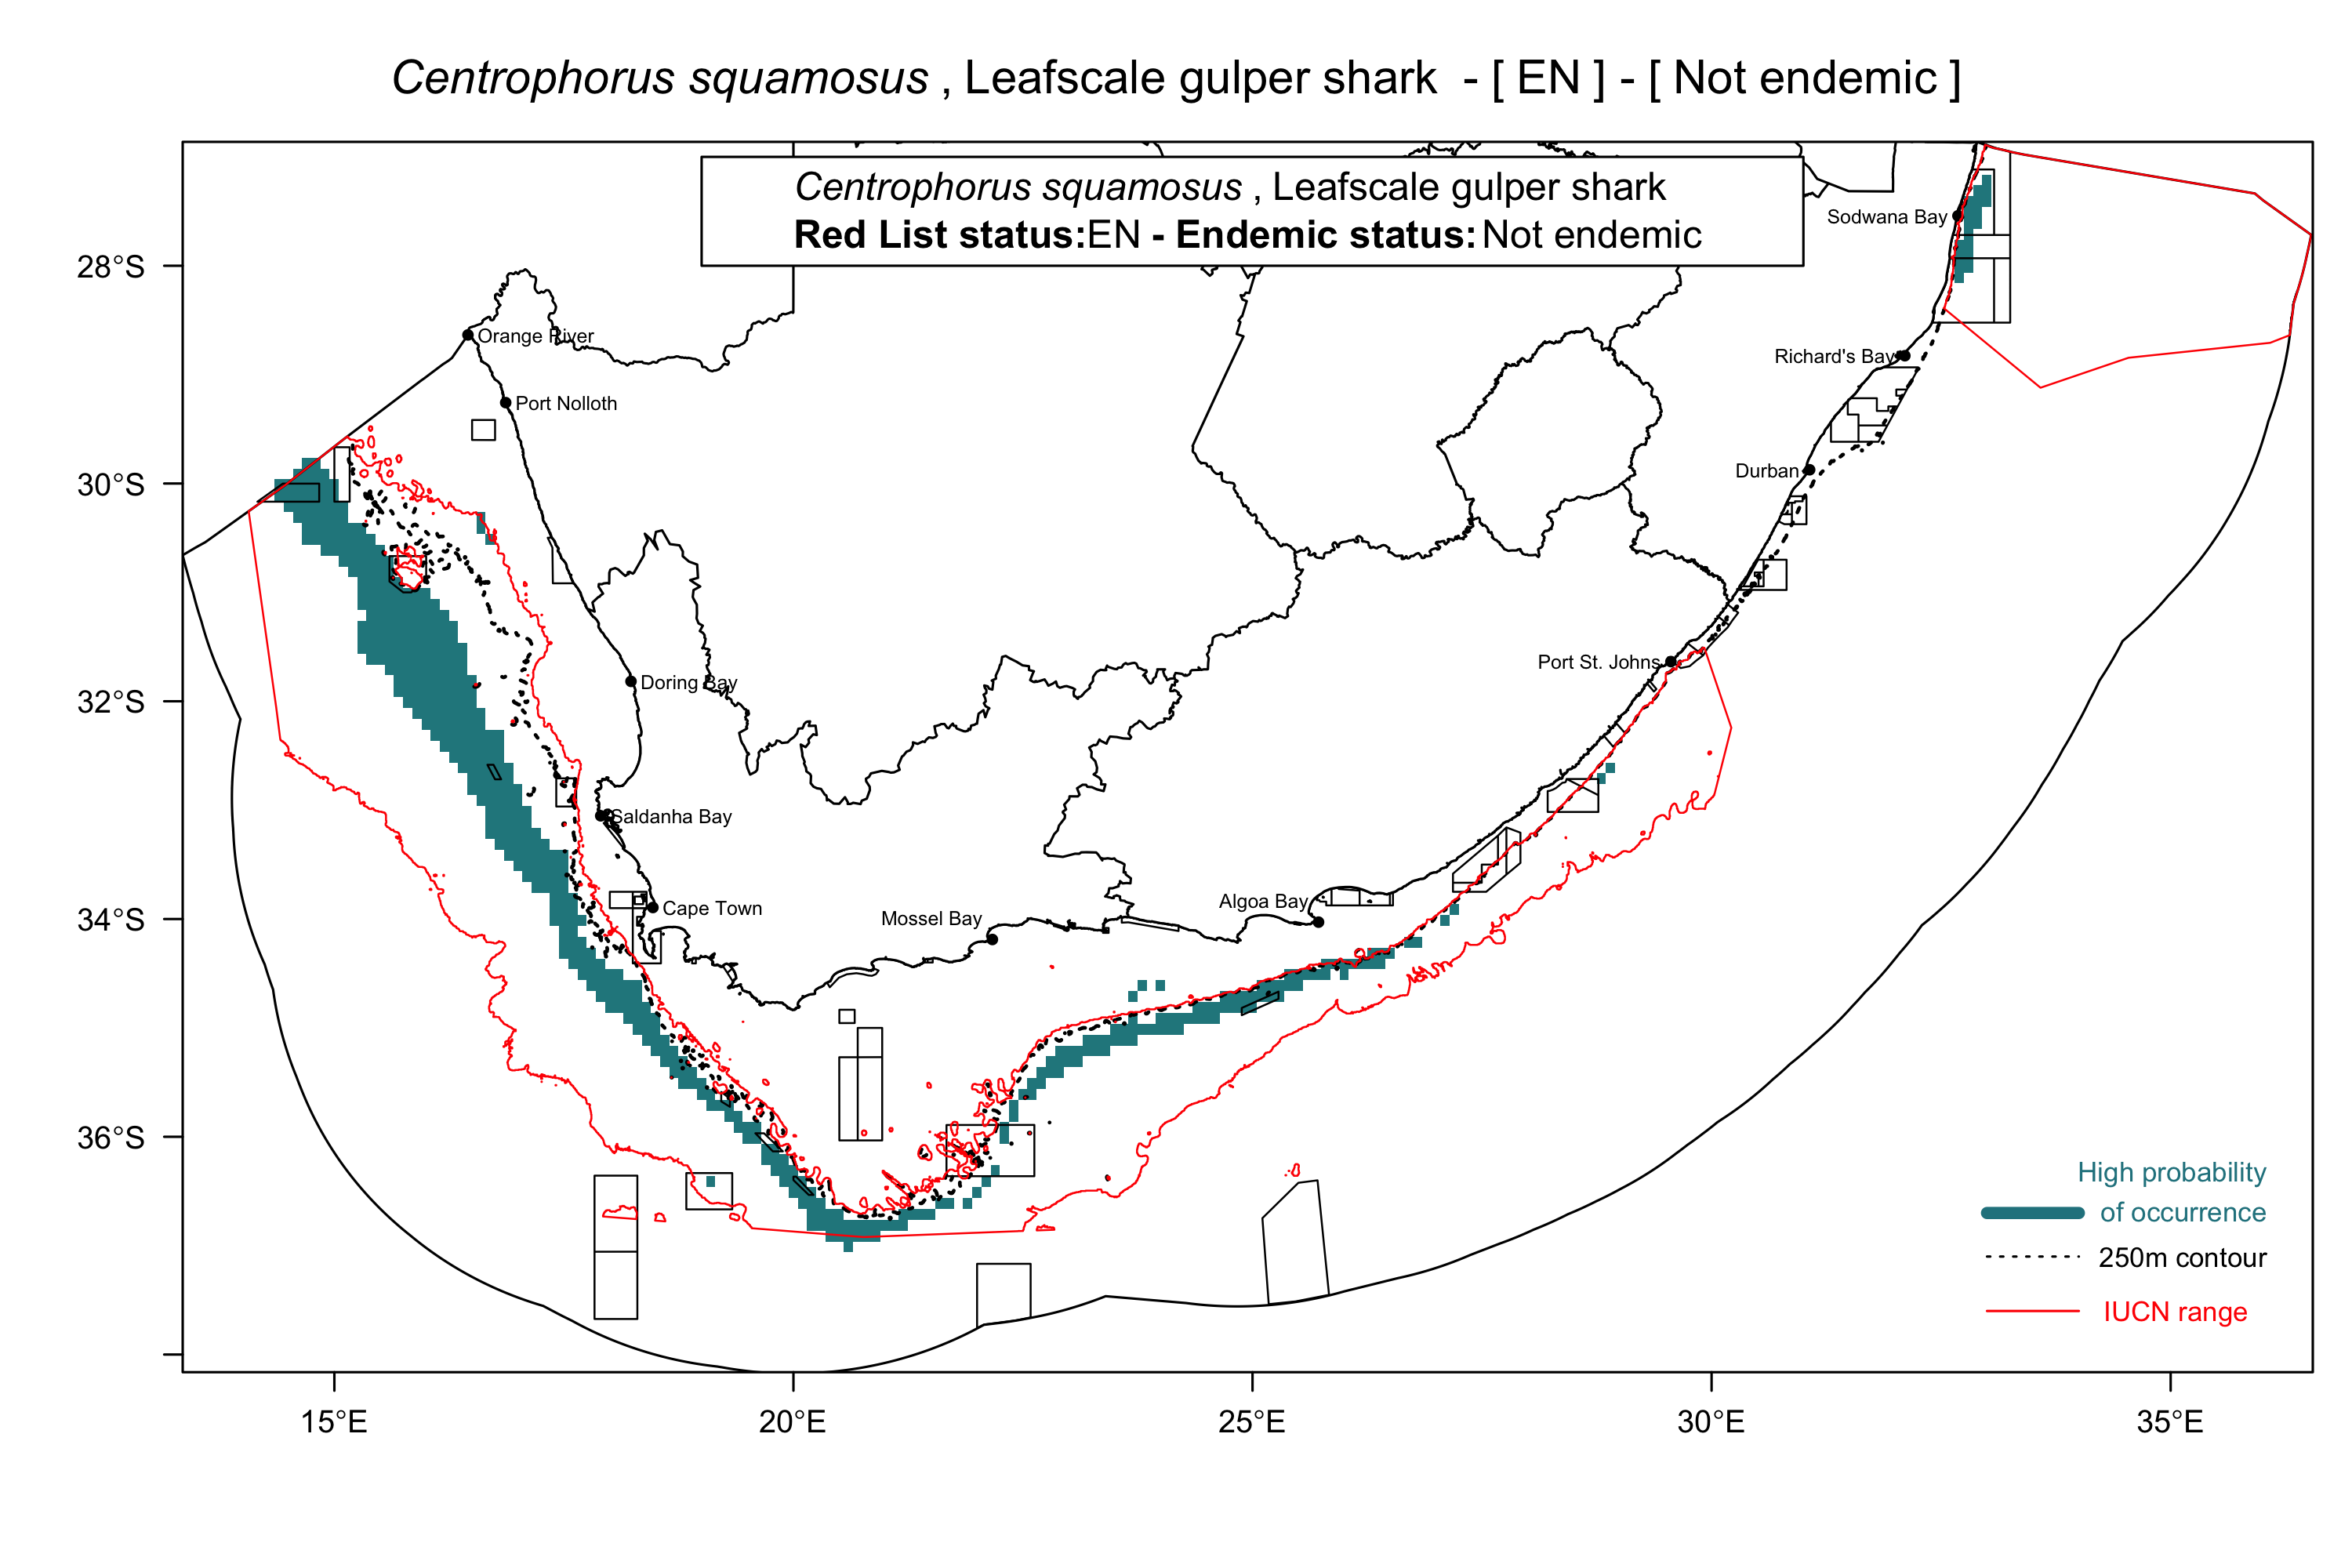 Centrophorus squamosus , Leafscale gulper shark - [ EN ] - [ Not endemic ]
Centrophorus squamosus , Leafscale gulper shark
Red List status:EN - Endemic status: Not endemic
Sodwana Bay
28°S
Orange River
Richard's Bay
Port Nolloth
Durban
30°S
Port St. Johns
Doring Bay
32°S
Saldanha Bay
Algoa Bay
Cape Town
Mossel Bay
34°S
36°S
High probability
of occurrence
250m contour
IUCN range
15°E
20°E
25°E
30°E
35°E